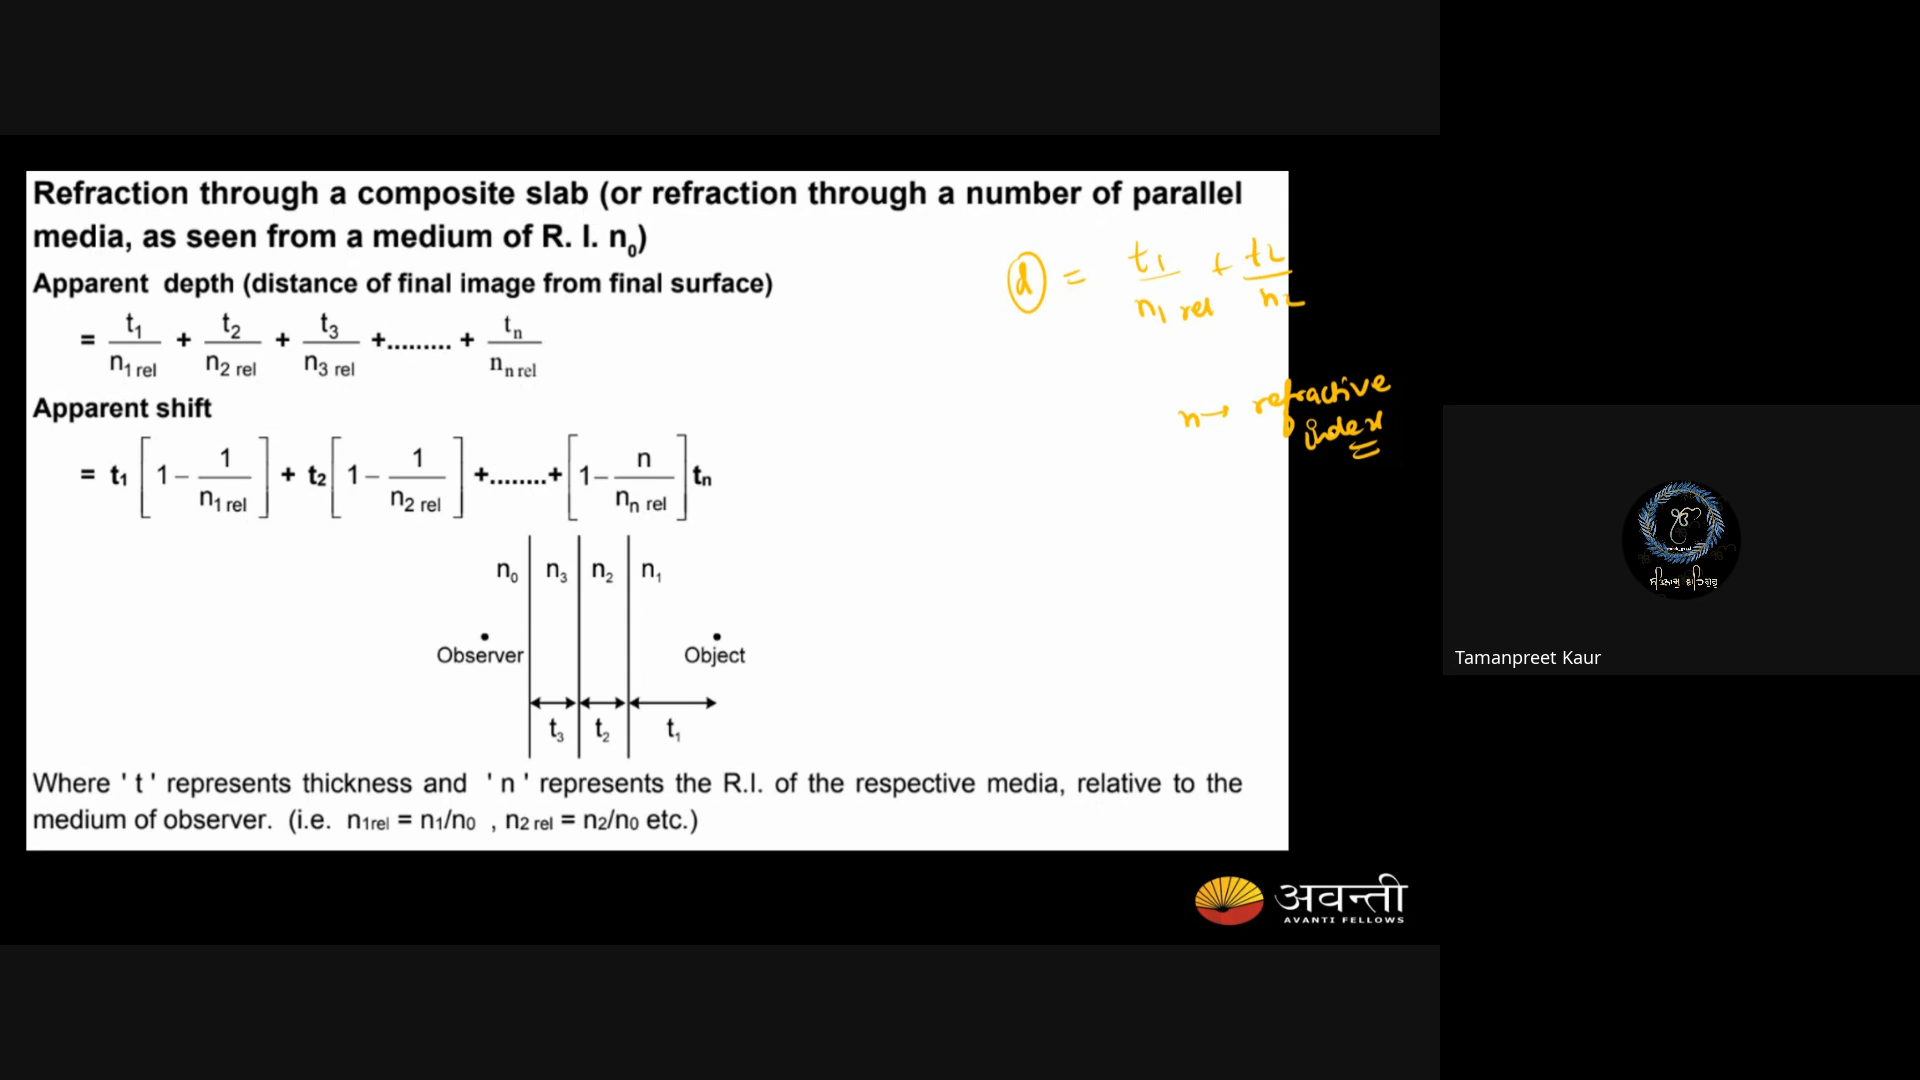 Refraction through a composite slab (or refraction through a number of parallel
media, as seen from a medium of R. I. n₀)
Apparent depth (distance of final image from final surface)
= t₁/n₁ rel + t₂/n₂ rel + t₃/n₃ rel +......... + tₙ/nₙ rel
Apparent shift
= t₁ [1 – 1/n₁ rel] + t₂ [1 – 1/n₂ rel] +........+ [1 – n/nₙ rel] tₙ
n₀ n₃ n₂ n₁
Observer Object
t₃ t₂ t₁
Where ' t ' represents thickness and ' n ' represents the R.I. of the respective media, relative to the
medium of observer. (i.e. n₁rel = n₁/n₀ , n₂ rel = n₂/n₀ etc.)
d = t₁/n₁ rel + t₂/n₂
n → refractive
index
अवन्ती
AVANTI FELLOWS
Tamanpreet Kaur